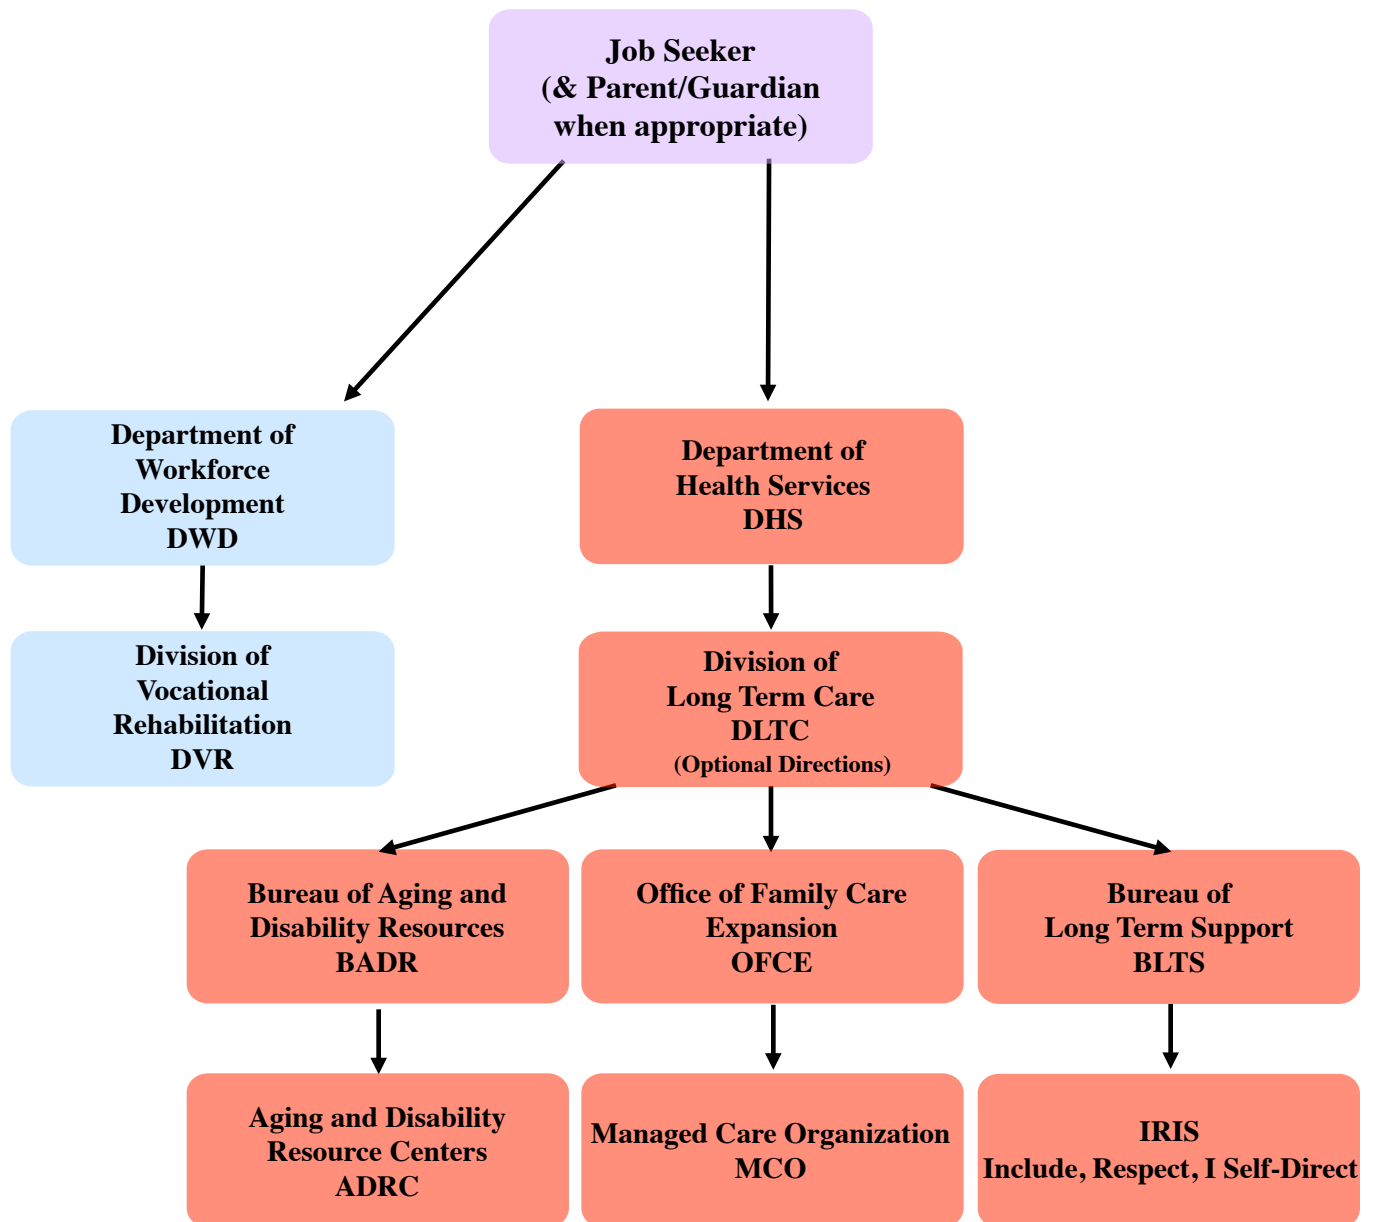 Job Seeker
(& Parent/Guardian
when appropriate)
Department of
Workforce
Development
DWD
Department of
Health Services
DHS
Division of
Vocational
Rehabilitation
DVR
Division of
Long Term Care
DLTC
(Optional Directions)
Bureau of Aging and
Disability Resources
BADR
Office of Family Care
Expansion
OFCE
Bureau of
Long Term Support
BLTS
Aging and Disability
Resource Centers
ADRC
Managed Care Organization
MCO
IRIS
Include, Respect, I Self-Direct